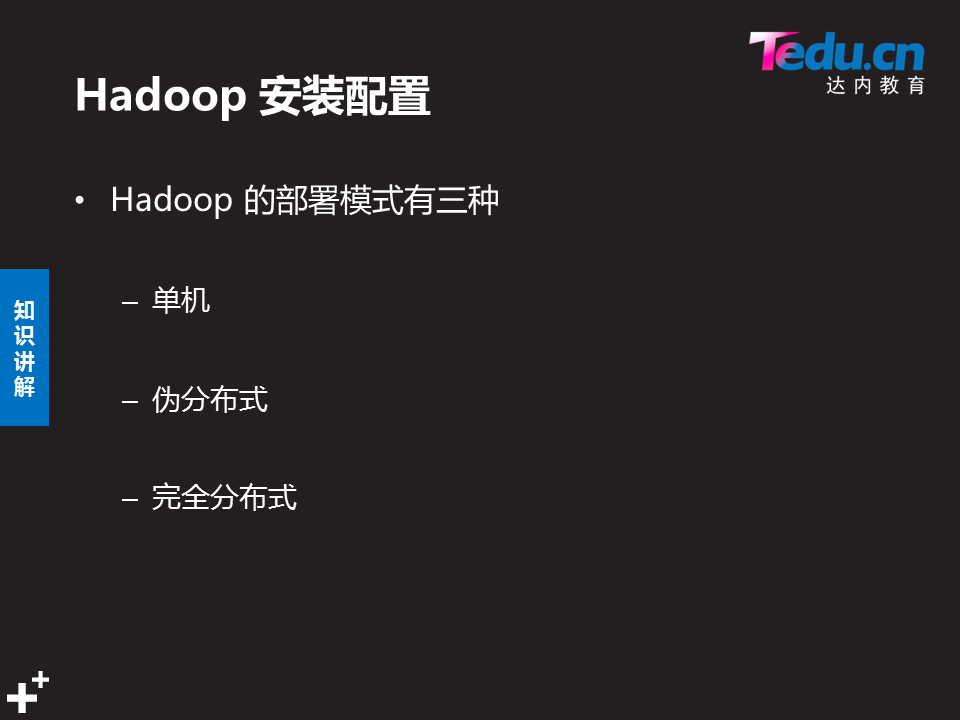 Tedu.cn
达内教育
Hadoop 安装配置
• Hadoop 的部署模式有三种
– 单机
– 伪分布式
– 完全分布式
知
识
讲
解